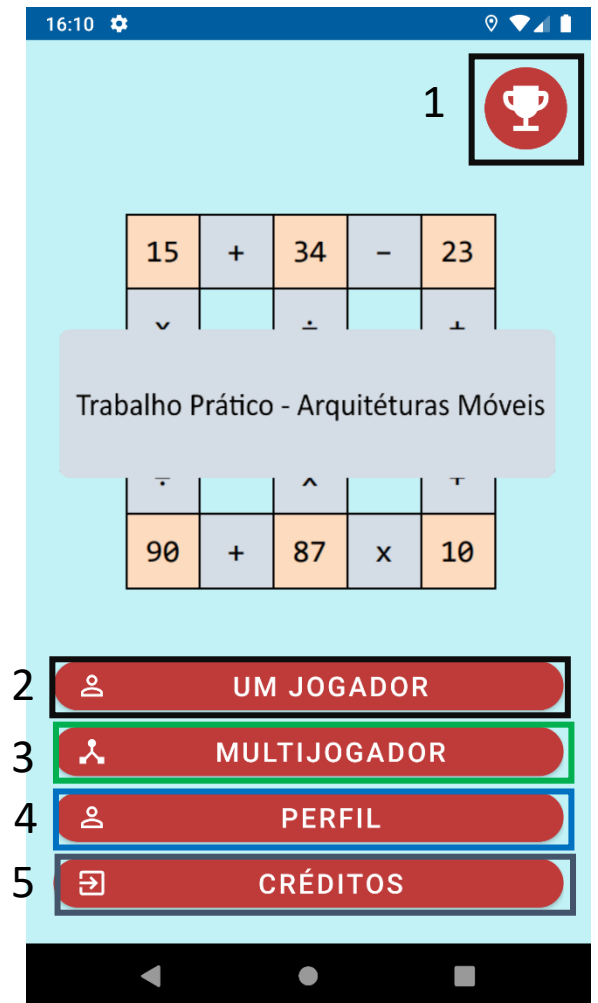 16:10
1
15 + 34 − 23
x ÷ +
Trabalho Prático - Arquitéturas Móveis
÷ x +
90 + 87 x 10
2 UM JOGADOR
3 MULTIJOGADOR
4 PERFIL
5 CRÉDITOS